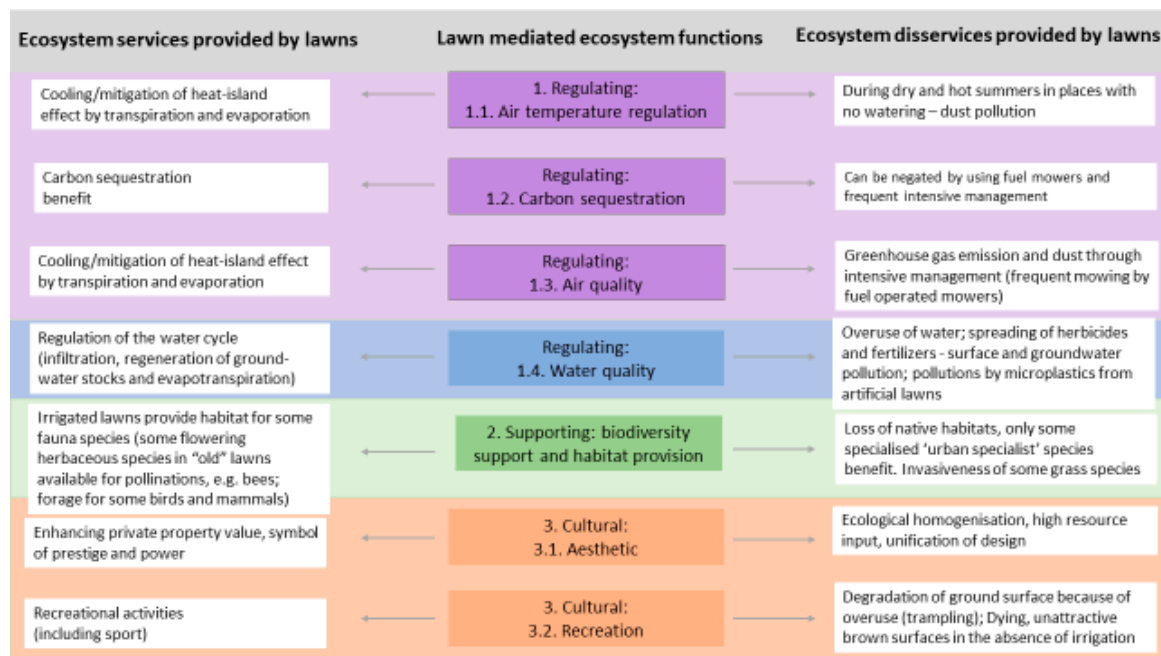 Ecosystem services provided by lawns
Lawn mediated ecosystem functions
Ecosystem disservices provided by lawns
Cooling/mitigation of heat-island
effect by transpiration and evaporation
1. Regulating:
1.1. Air temperature regulation
During dry and hot summers in places with
no watering – dust pollution
Carbon sequestration
benefit
Regulating:
1.2. Carbon sequestration
Can be negated by using fuel mowers and
frequent intensive management
Cooling/mitigation of heat-island effect
by transpiration and evaporation
Regulating:
1.3. Air quality
Greenhouse gas emission and dust through
intensive management (frequent mowing by
fuel operated mowers)
Regulation of the water cycle
(infiltration, regeneration of ground-
water stocks and evapotranspiration)
Regulating:
1.4. Water quality
Overuse of water; spreading of herbicides
and fertilizers - surface and groundwater
pollution; pollutions by microplastics from
artificial lawns
Irrigated lawns provide habitat for some
fauna species (some flowering
herbaceous species in “old” lawns
available for pollinations, e.g. bees;
forage for some birds and mammals)
2. Supporting: biodiversity
support and habitat provision
Loss of native habitats, only some
specialised ‘urban specialist’ species
benefit. Invasiveness of some grass species
Enhancing private property value, symbol
of prestige and power
3. Cultural:
3.1. Aesthetic
Ecological homogenisation, high resource
input, unification of design
Recreational activities
(including sport)
3. Cultural:
3.2. Recreation
Degradation of ground surface because of
overuse (trampling); Dying, unattractive
brown surfaces in the absence of irrigation